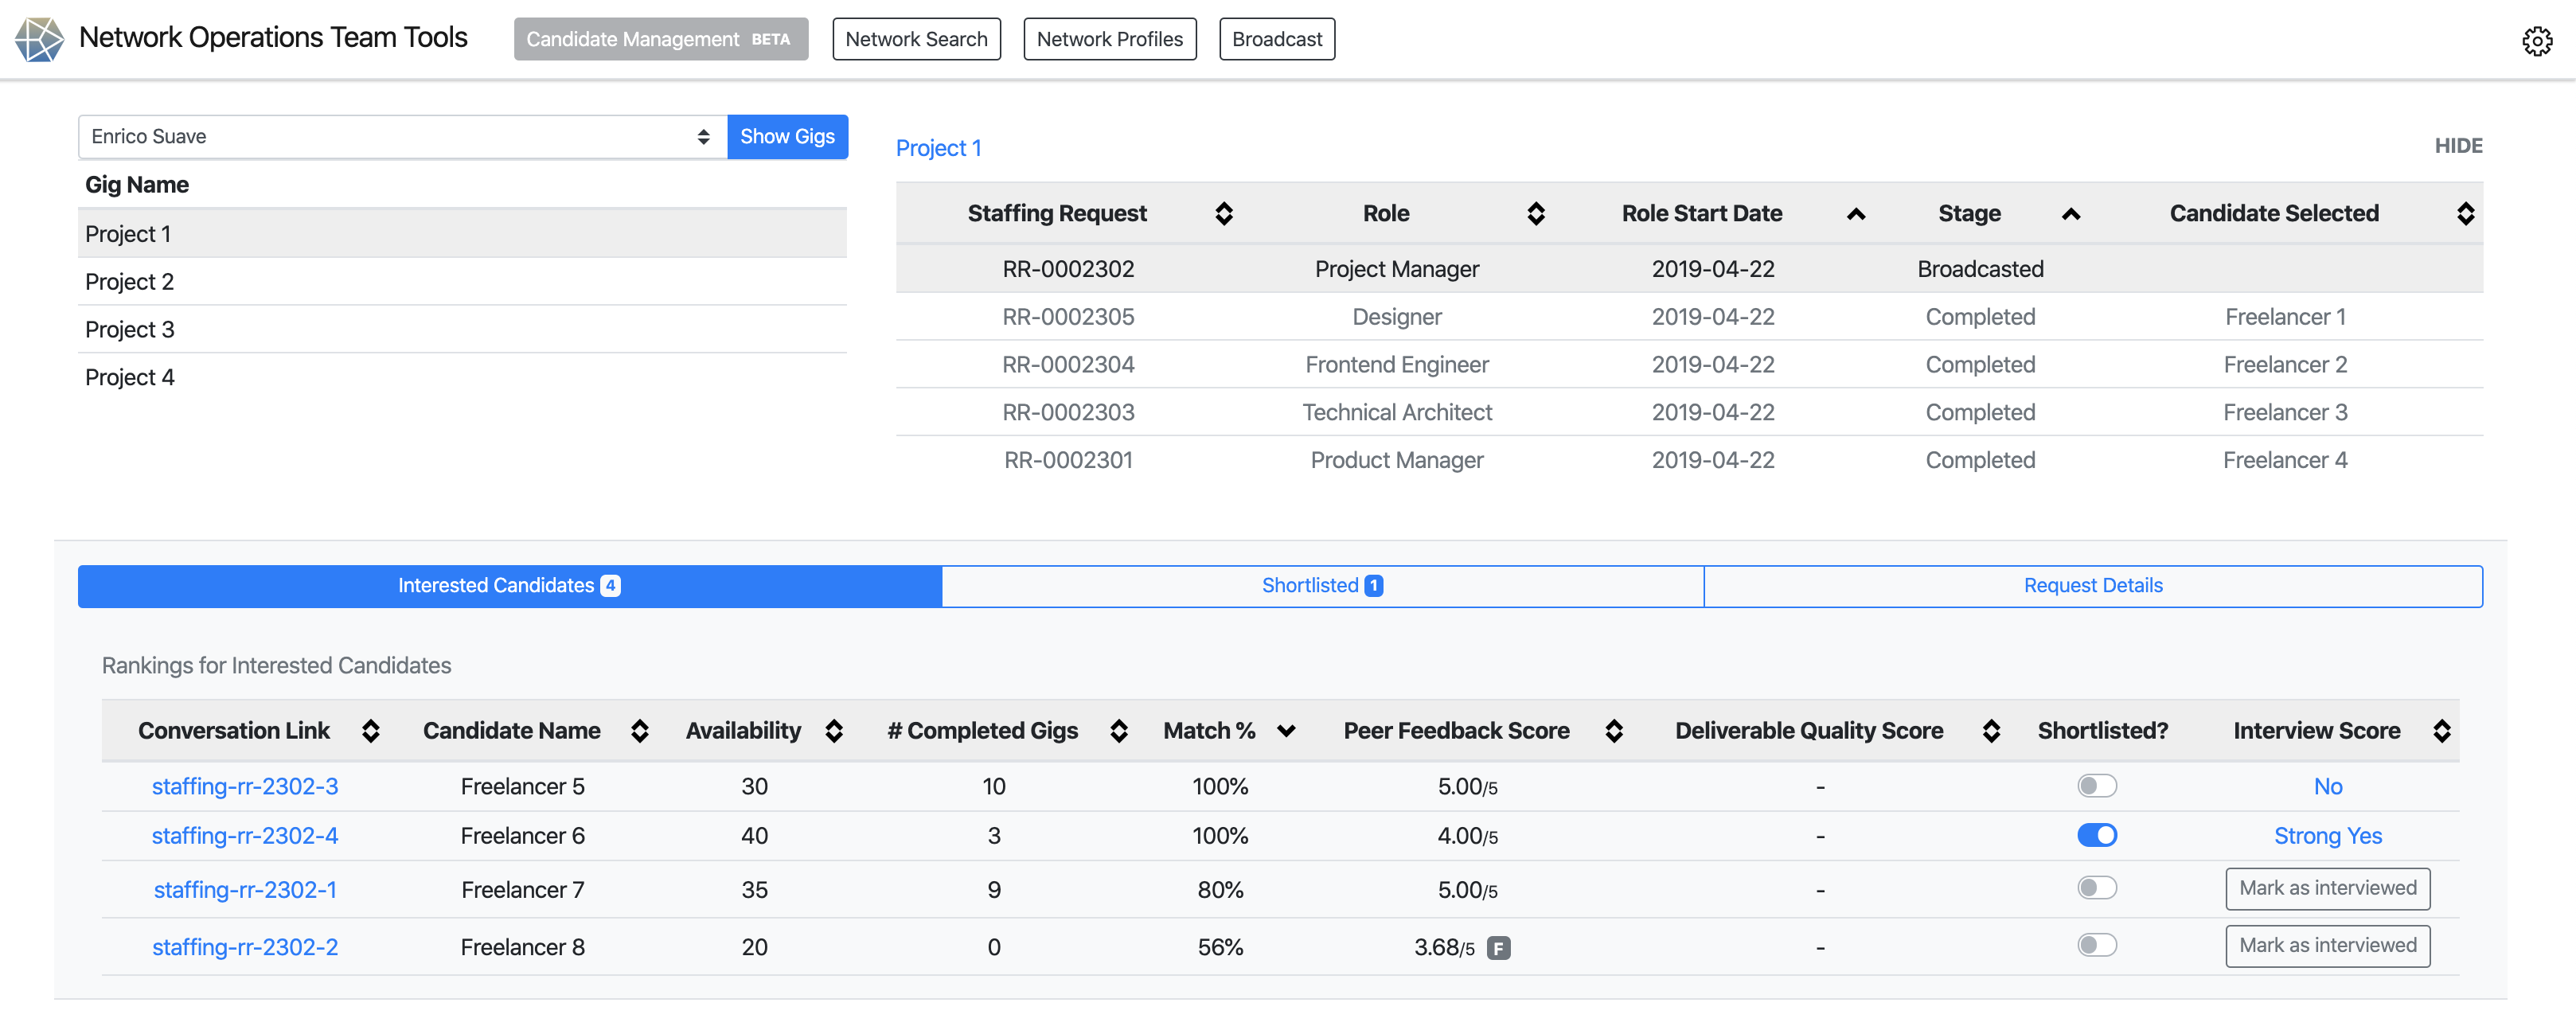 Network Operations Team Tools Candidate Management BETA Network Search Network Profiles Broadcast
Enrico Suave Show Gigs
Gig Name
Project 1
Project 2
Project 3
Project 4
Project 1 HIDE
Staffing Request Role Role Start Date Stage Candidate Selected
RR-0002302 Project Manager 2019-04-22 Broadcasted
RR-0002305 Designer 2019-04-22 Completed Freelancer 1
RR-0002304 Frontend Engineer 2019-04-22 Completed Freelancer 2
RR-0002303 Technical Architect 2019-04-22 Completed Freelancer 3
RR-0002301 Product Manager 2019-04-22 Completed Freelancer 4
Interested Candidates 4 Shortlisted 1 Request Details
Rankings for Interested Candidates
Conversation Link Candidate Name Availability # Completed Gigs Match % Peer Feedback Score Deliverable Quality Score Shortlisted? Interview Score
staffing-rr-2302-3 Freelancer 5 30 10 100% 5.00/5 - No
staffing-rr-2302-4 Freelancer 6 40 3 100% 4.00/5 - Strong Yes
staffing-rr-2302-1 Freelancer 7 35 9 80% 5.00/5 - Mark as interviewed
staffing-rr-2302-2 Freelancer 8 20 0 56% 3.68/5 F - Mark as interviewed